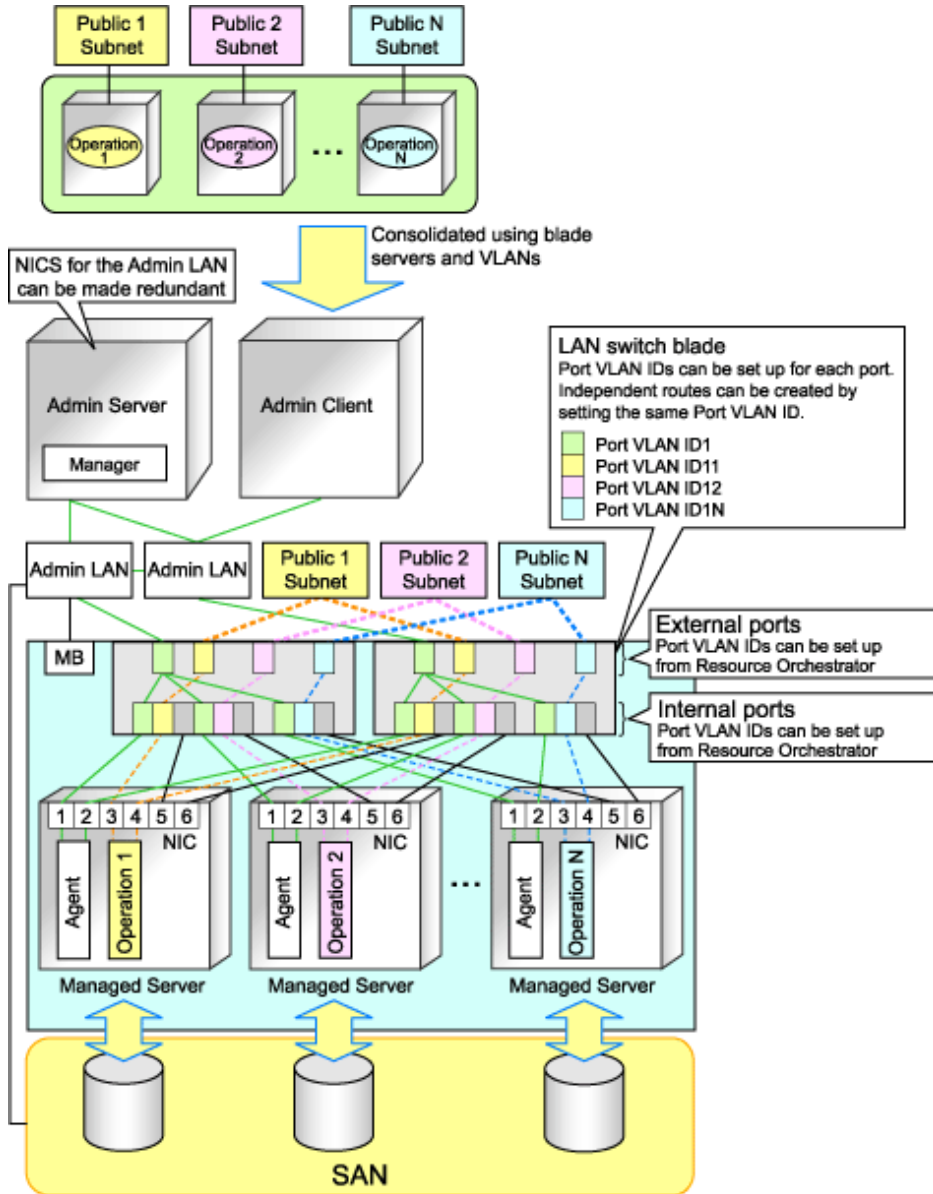 Public 1
Subnet
Public 2
Subnet
Public N
Subnet
Operation
1
Operation
2
...
Operation
N
Consolidated using blade
servers and VLANs
NICS for the Admin LAN
can be made redundant
Admin Server
Manager
Admin Client
LAN switch blade
Port VLAN IDs can be set up for each port.
Independent routes can be created by
setting the same Port VLAN ID.
Port VLAN ID1
Port VLAN ID11
Port VLAN ID12
Port VLAN ID1N
Admin LAN
Admin LAN
Public 1
Subnet
Public 2
Subnet
Public N
Subnet
MB
External ports
Port VLAN IDs can be set up
from Resource Orchestrator
Internal ports
Port VLAN IDs can be set up
from Resource Orchestrator
1 2 3 4 5 6
NIC
Agent
Operation 1
Managed Server
1 2 3 4 5 6
NIC
Agent
Operation 2
Managed Server
...
1 2 3 4 5 6
NIC
Agent
Operation N
Managed Server
SAN